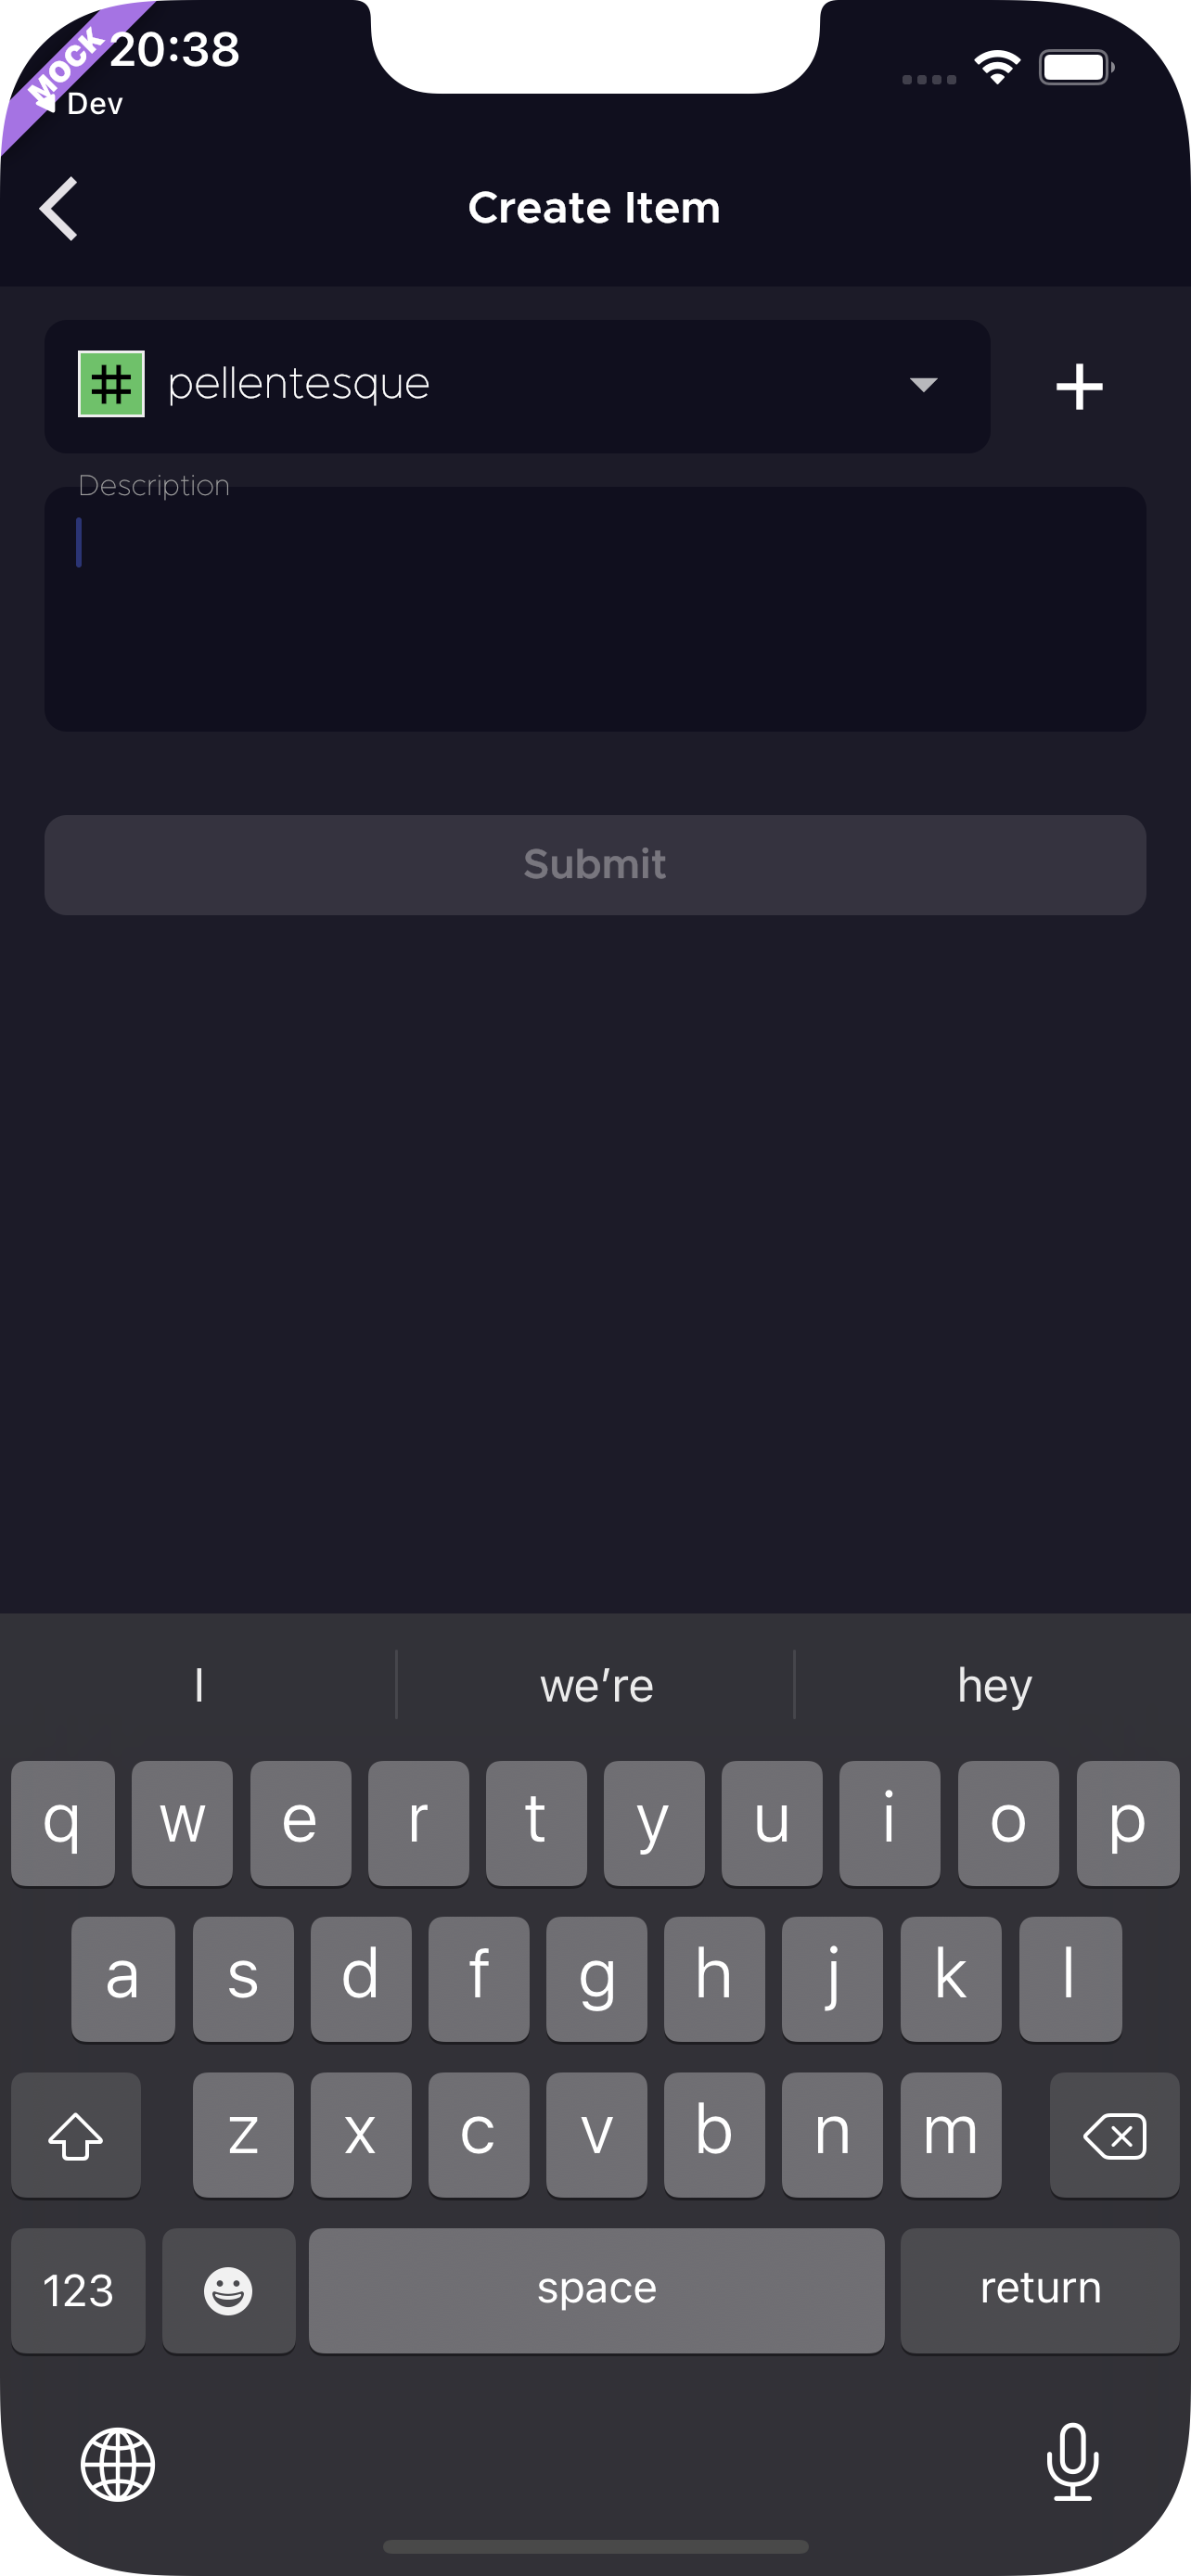 MOCK
20:38
Dev
Create Item
pellentesque
Description
Submit
I we're hey
q w e r t y u i o p
a s d f g h j k l
z x c v b n m
123 space return